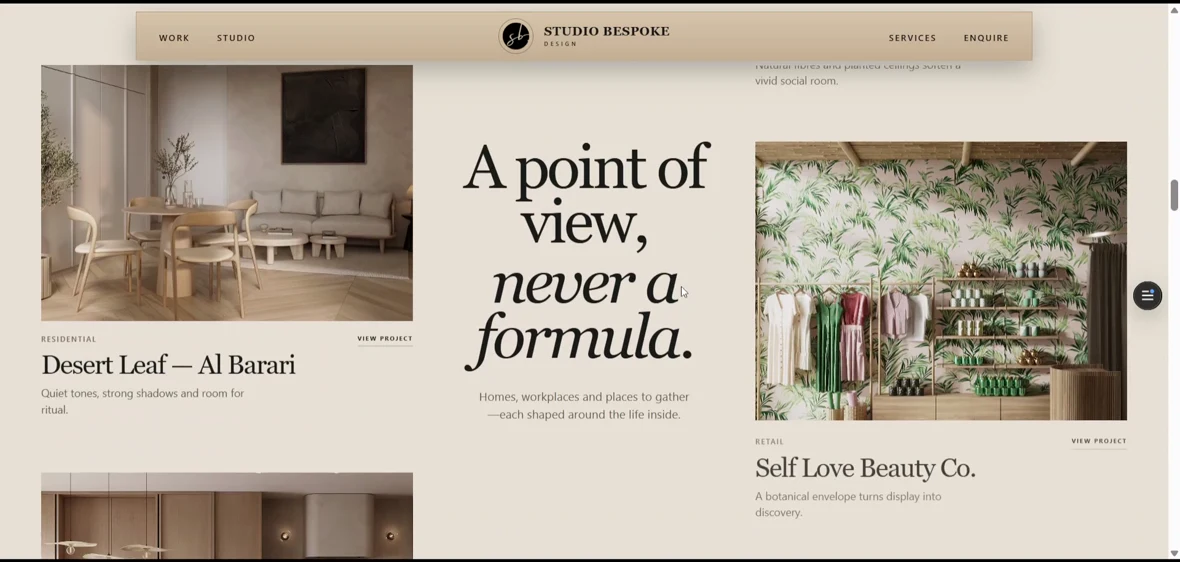 WORK
STUDIO
sb
STUDIO BESPOKE
DESIGN
SERVICES
ENQUIRE
Natural fibres and planted ceilings soften a
vivid social room.
A point of
view,
never a
formula.
Homes, workplaces and places to gather
—each shaped around the life inside.
RESIDENTIAL
VIEW PROJECT
Desert Leaf — Al Barari
Quiet tones, strong shadows and room for
ritual.
RETAIL
VIEW PROJECT
Self Love Beauty Co.
A botanical envelope turns display into
discovery.